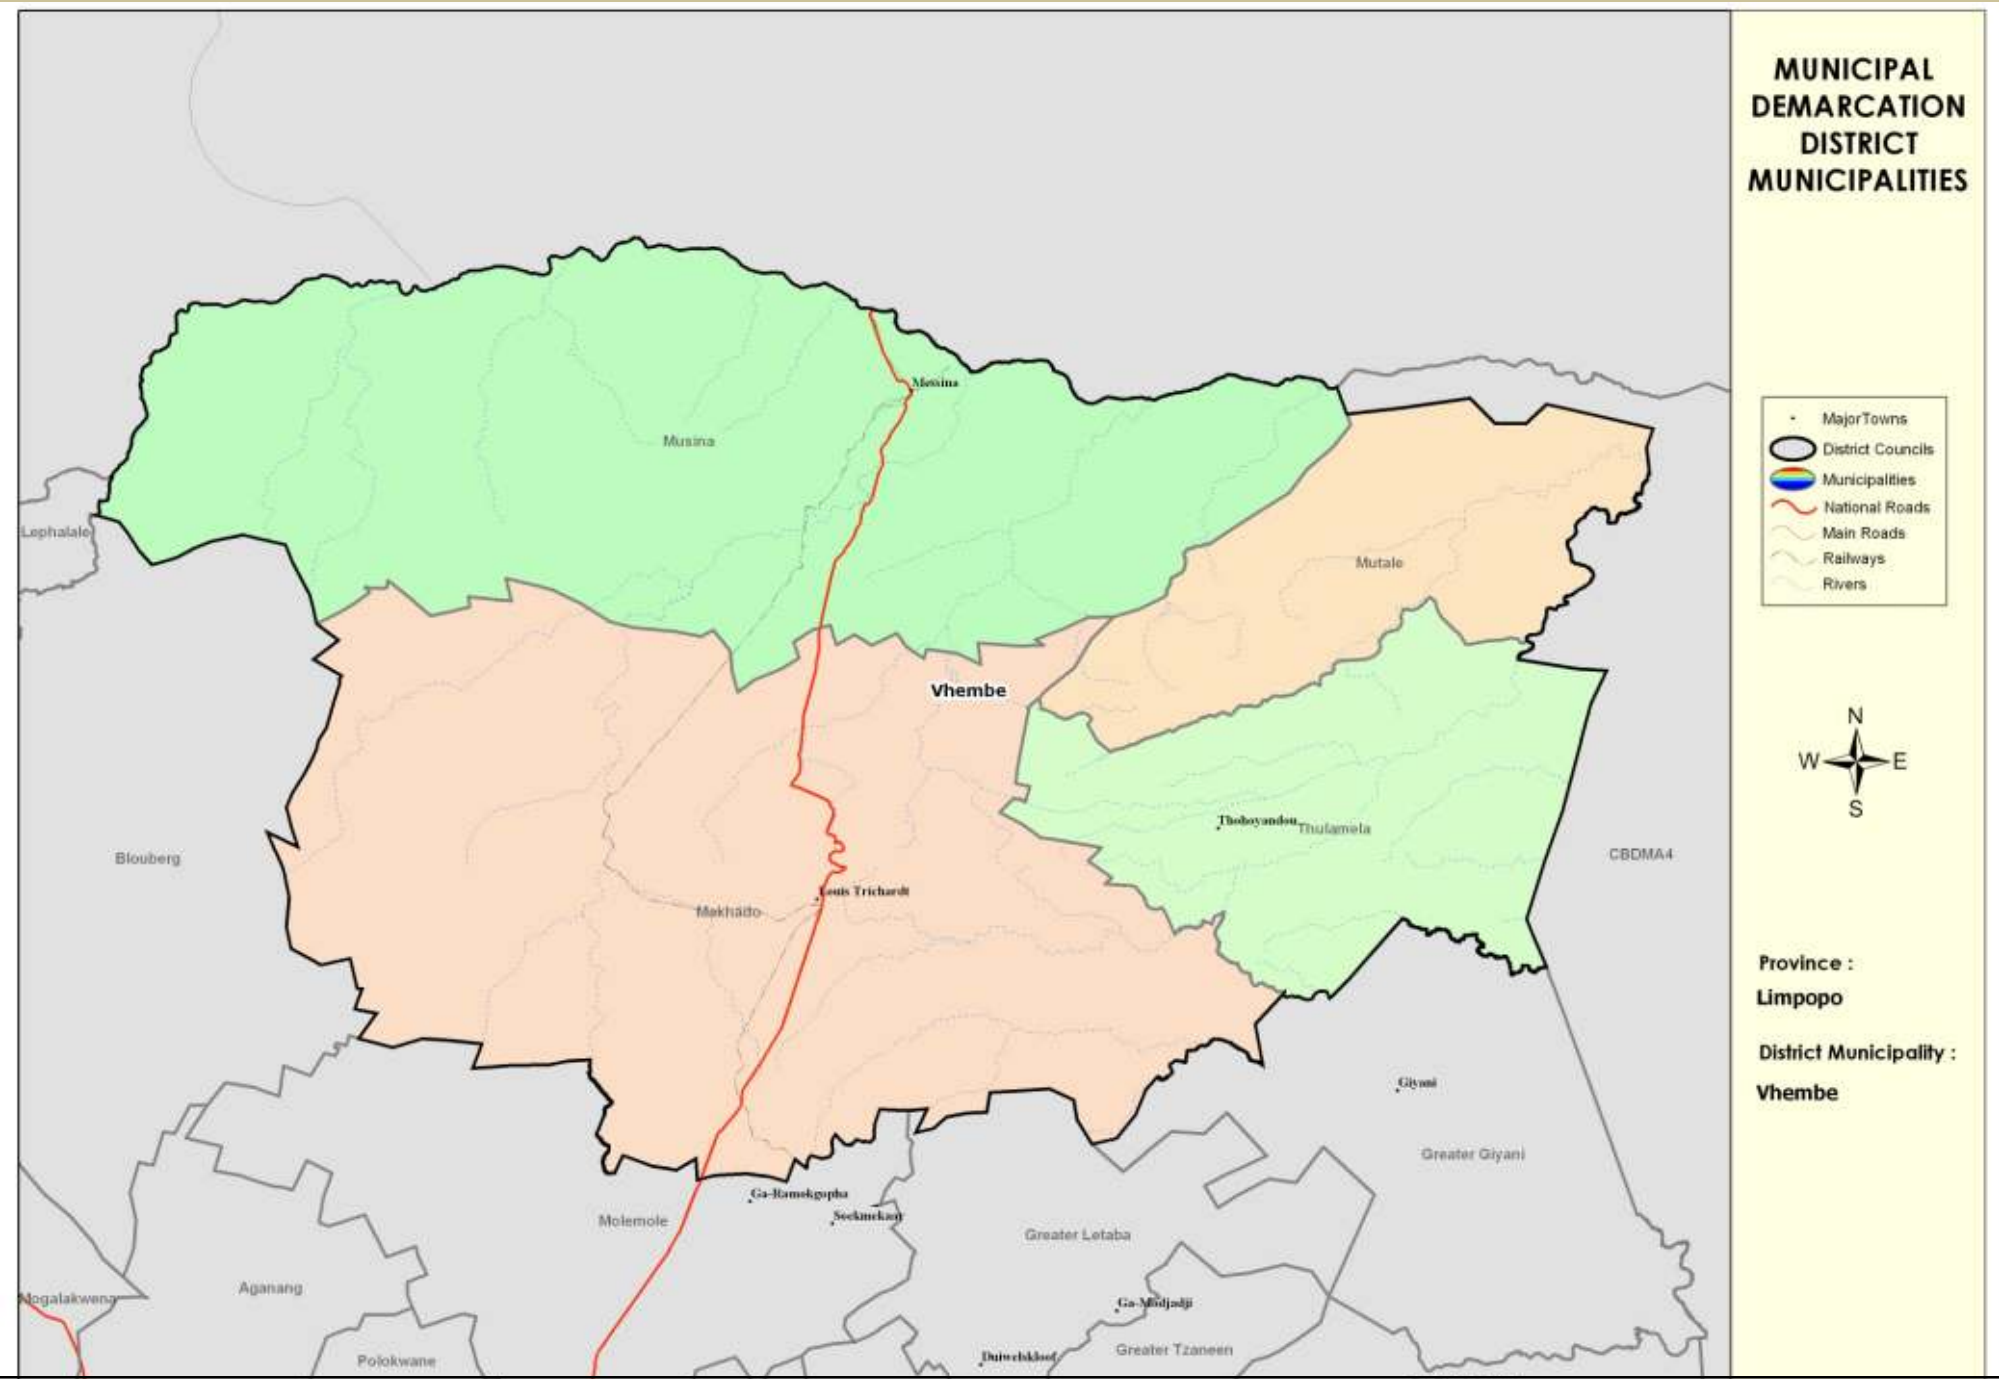 MUNICIPAL
DEMARCATION
DISTRICT
MUNICIPALITIES
MajorTowns
District Councils
Municipalities
National Roads
Main Roads
Railways
Rivers
N
W E
S
Province :
Limpopo
District Municipality :
Vhembe
Messina
Musina
Lephalale
Mutale
Vhembe
Thohoyandou
Thulamela
Blouberg
CBDMA4
Louis Trichardt
Makhado
Giyani
Greater Giyani
Ga-Ramokgopha
Molemole
Soekmekaar
Greater Letaba
Aganang
Mogalakwena
Ga-Modjadji
Polokwane
Duiwelskloof
Greater Tzaneen